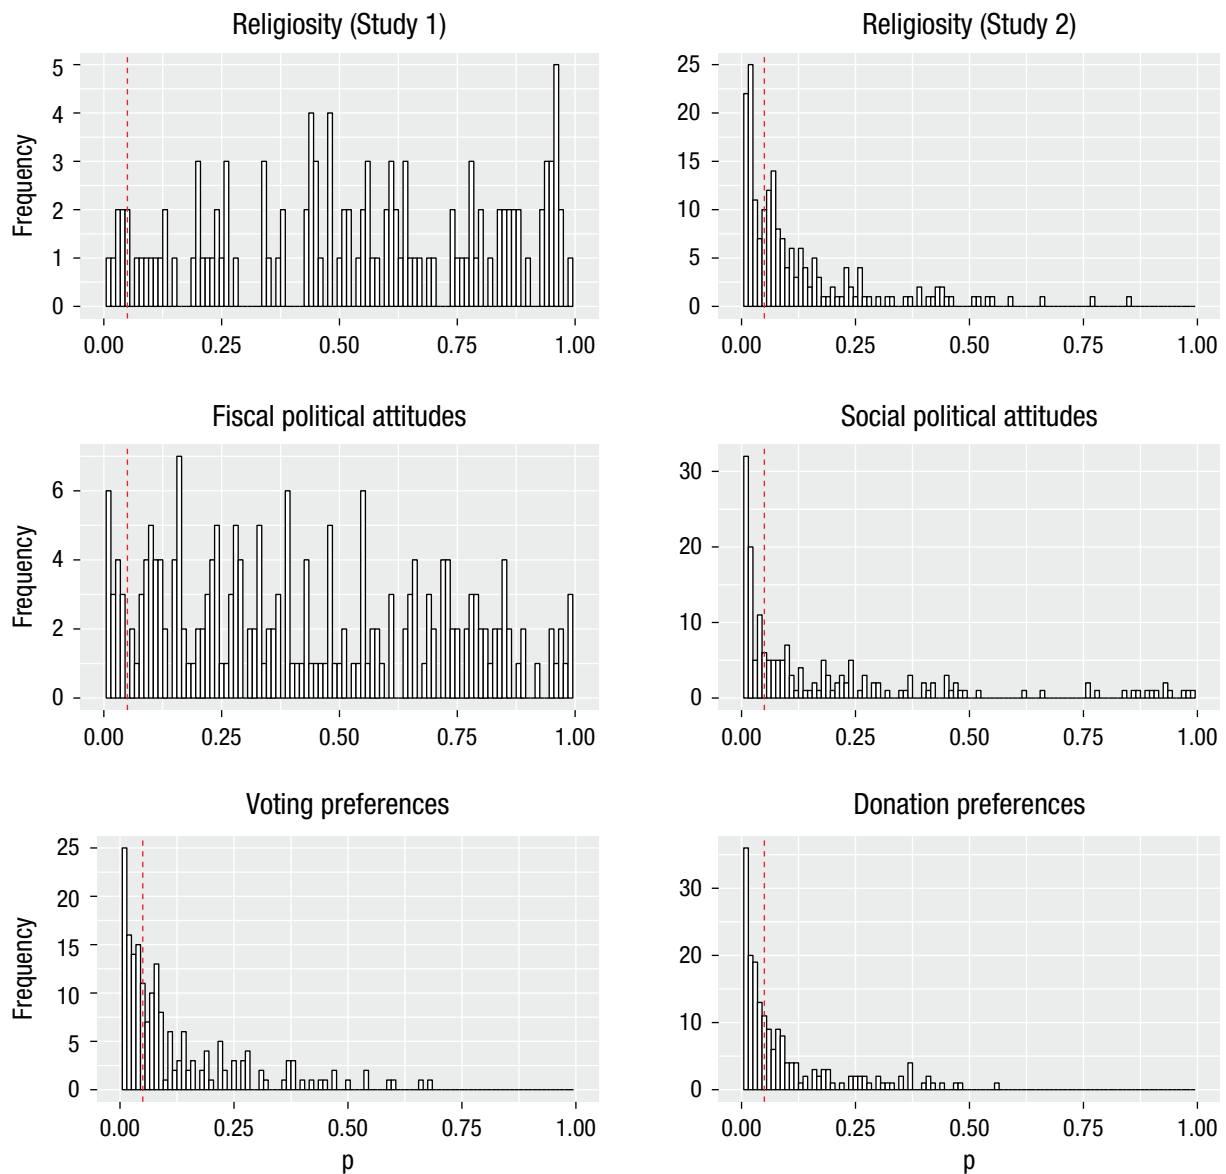 Religiosity (Study 1)
Frequency
5
4
3
2
1
0
0.00 0.25 0.50 0.75 1.00
Religiosity (Study 2)
25
20
15
10
5
0
0.00 0.25 0.50 0.75 1.00
Fiscal political attitudes
Frequency
6
4
2
0
0.00 0.25 0.50 0.75 1.00
Social political attitudes
30
20
10
0
0.00 0.25 0.50 0.75 1.00
Voting preferences
Frequency
25
20
15
10
5
0
0.00 0.25 0.50 0.75 1.00
p
Donation preferences
30
20
10
0
0.00 0.25 0.50 0.75 1.00
p